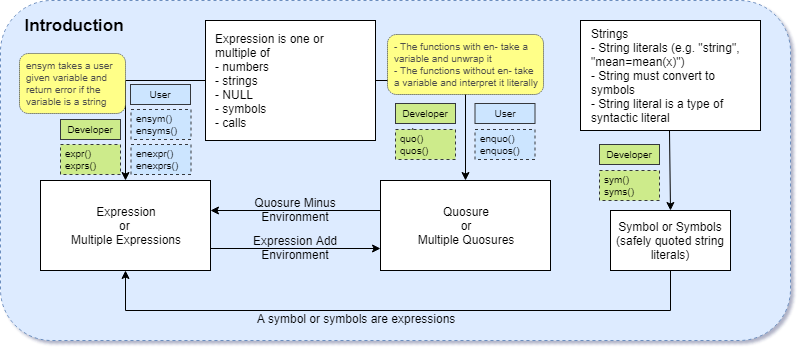 Introduction
ensym takes a user
given variable and
return error if the
variable is a string
Expression is one or
multiple of
- numbers
- strings
- NULL
- symbols
- calls
- The functions with en- take a
variable and unwrap it
- The functions without en- take
a variable and interpret it literally
Strings
- String literals (e.g. "string",
"mean=mean(x)")
- String must convert to
symbols
- String literal is a type of
syntactic literal
User
ensym()
ensyms()
Developer
expr()
exprs()
enexpr()
enexprs()
Developer
quo()
quos()
User
enquo()
enquos()
Developer
sym()
syms()
Expression
or
Multiple Expressions
Quosure Minus
Environment
Expression Add
Environment
Quosure
or
Multiple Quosures
Symbol or Symbols
(safely quoted string
literals)
A symbol or symbols are expressions